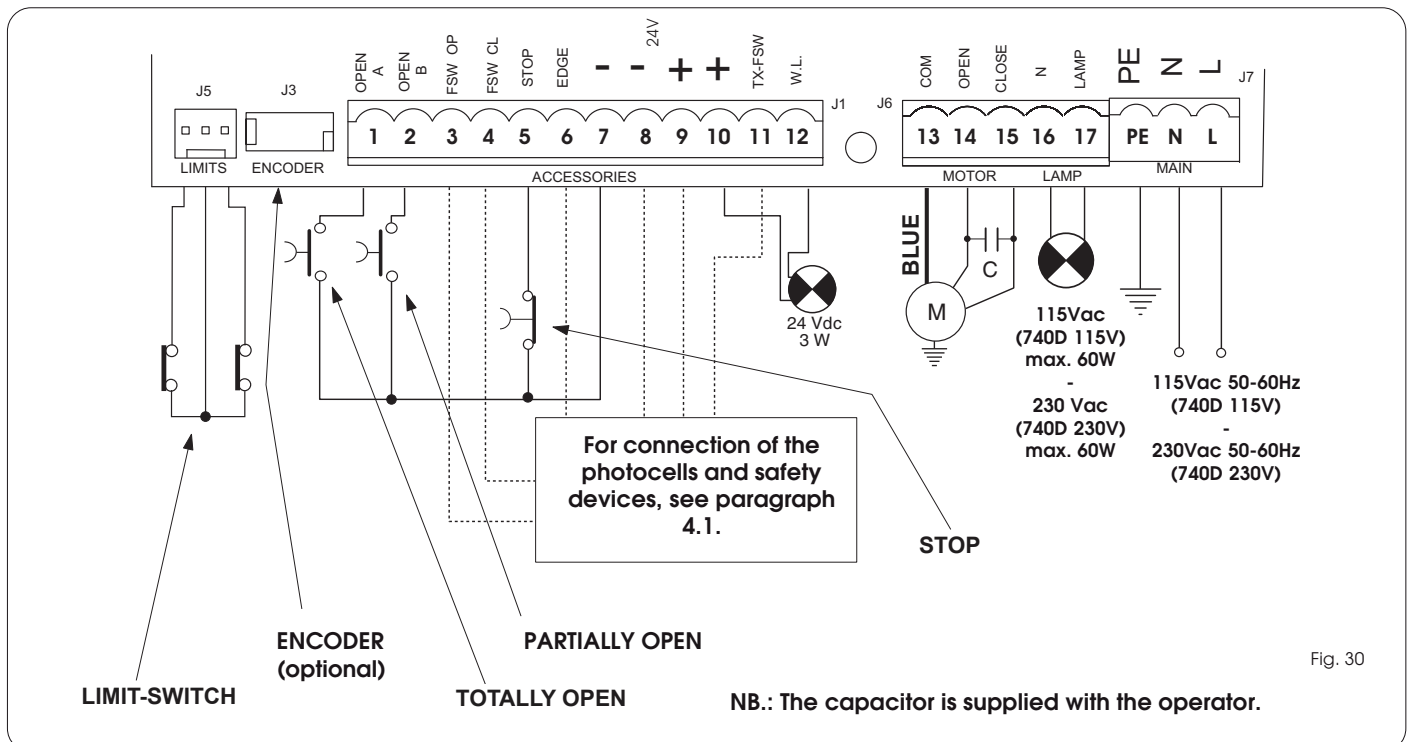 OPEN A
OPEN B
FSW OP
FSW CL
STOP
EDGE
-
-
24V
+
+
TX-FSW
W.L.
COM
OPEN
CLOSE
N
LAMP
PE
N
L
J5
J3
J1
J6
J7
1 2 3 4 5 6 7 8 9 10 11 12
13 14 15 16 17
PE N L
LIMITS
ENCODER
ACCESSORIES
MOTOR
LAMP
MAIN
BLUE
C
M
24 Vdc
3 W
115Vac
(740D 115V)
max. 60W
-
230 Vac
(740D 230V)
max. 60W
115Vac 50-60Hz
(740D 115V)
-
230Vac 50-60Hz
(740D 230V)
For connection of the
photocells and safety
devices, see paragraph
4.1.
STOP
ENCODER
(optional)
PARTIALLY OPEN
LIMIT-SWITCH
TOTALLY OPEN
Fig. 30
NB.: The capacitor is supplied with the operator.